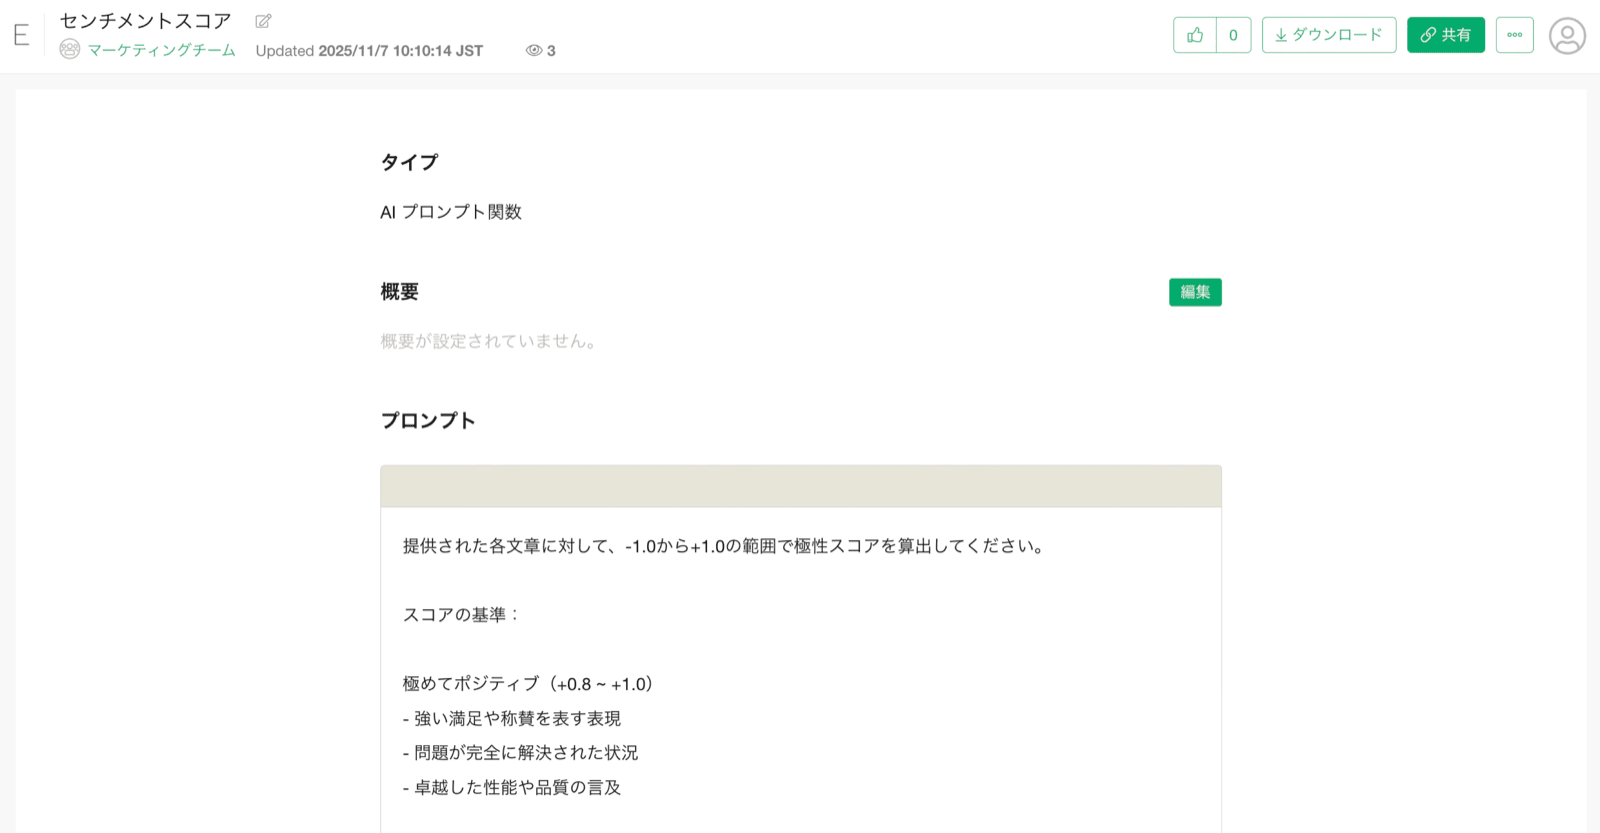 センチメントスコア
マーケティングチーム Updated 2025/11/7 10:10:14 JST 3
0 ダウンロード 共有
タイプ
AI プロンプト関数
概要 編集
概要が設定されていません。
プロンプト
提供された各文章に対して、-1.0から+1.0の範囲で極性スコアを算出してください。
スコアの基準：
極めてポジティブ（+0.8 ~ +1.0）
- 強い満足や称賛を表す表現
- 問題が完全に解決された状況
- 卓越した性能や品質の言及